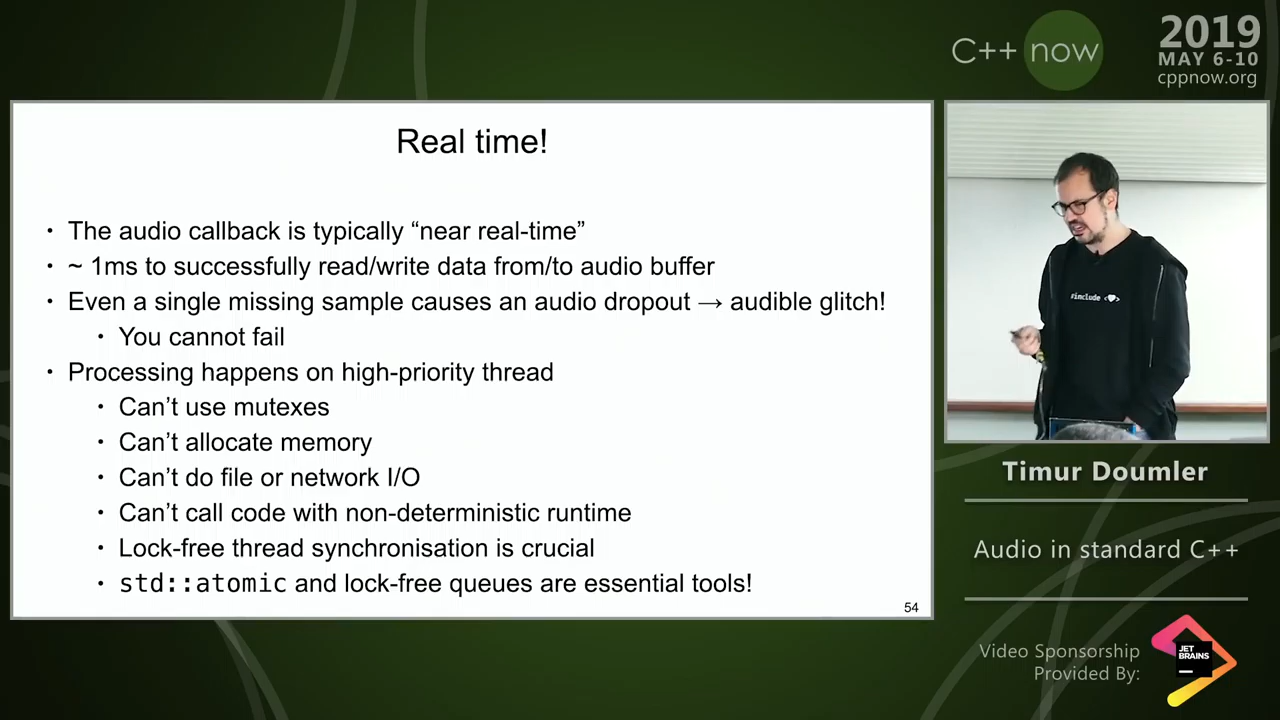 C++ now
2019
MAY 6-10
cppnow.org
Real time!
• The audio callback is typically “near real-time”
• ~ 1ms to successfully read/write data from/to audio buffer
• Even a single missing sample causes an audio dropout → audible glitch!
• You cannot fail
• Processing happens on high-priority thread
• Can’t use mutexes
• Can’t allocate memory
• Can’t do file or network I/O
• Can’t call code with non-deterministic runtime
• Lock-free thread synchronisation is crucial
• std::atomic and lock-free queues are essential tools!
54
#include <♥>
Timur Doumler
Audio in standard C++
Video Sponsorship
Provided By:
JET
BRAINS